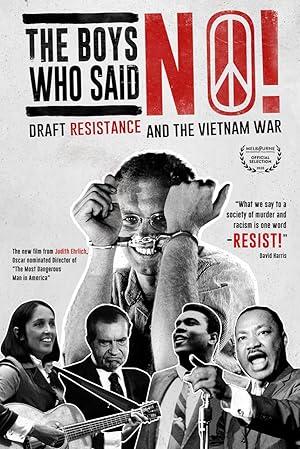 THE BOYS
WHO SAID
NO!
DRAFT RESISTANCE AND THE VIETNAM WAR
MELBOURNE
OFFICIAL
SELECTION
2020
"What we say to a
society of murder and
racism is one word
–RESIST!"
David Harris
The new film from Judith Ehrlich,
Oscar nominated Director of
"The Most Dangerous
Man in America"